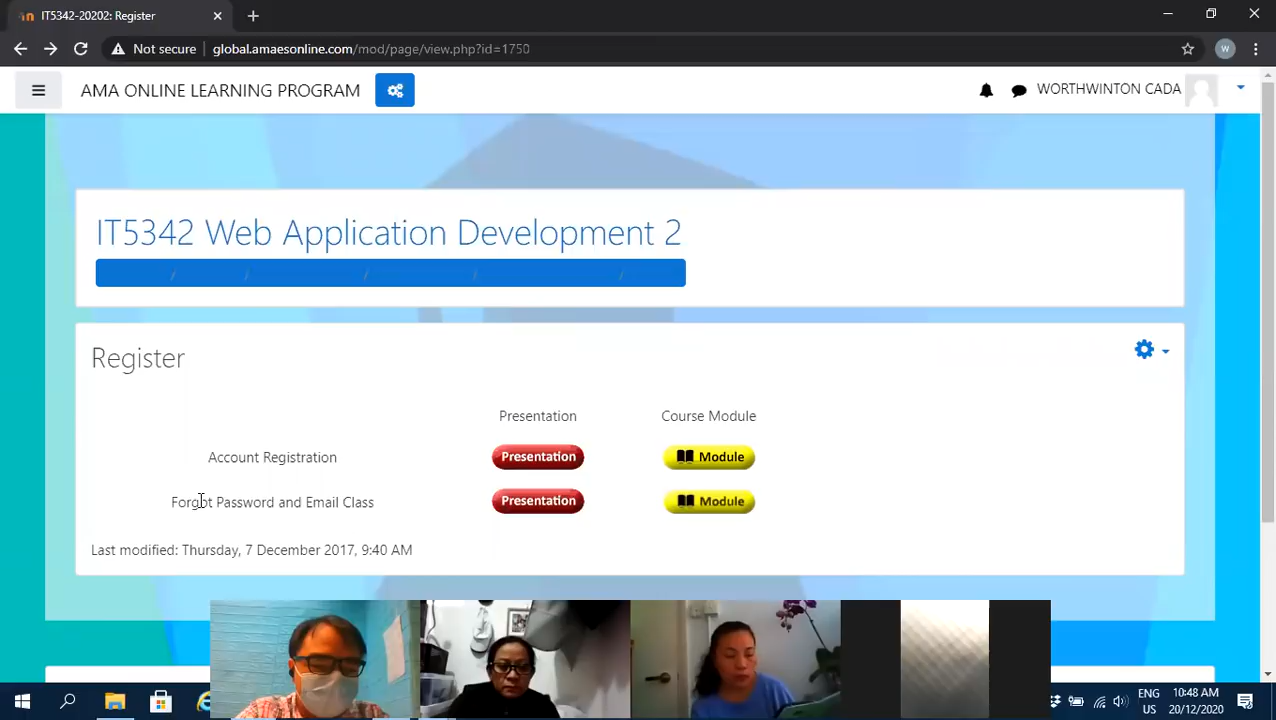 IT5342-20202: Register
Not secure global.amaesonline.com/mod/page/view.php?id=1750
W
AMA ONLINE LEARNING PROGRAM
WORTHWINTON CADA
IT5342 Web Application Development 2
/ / / / /
Register
Presentation Course Module
Account Registration Presentation Module
Forgot Password and Email Class Presentation Module
Last modified: Thursday, 7 December 2017, 9:40 AM
ENG 10:48 AM
US 20/12/2020